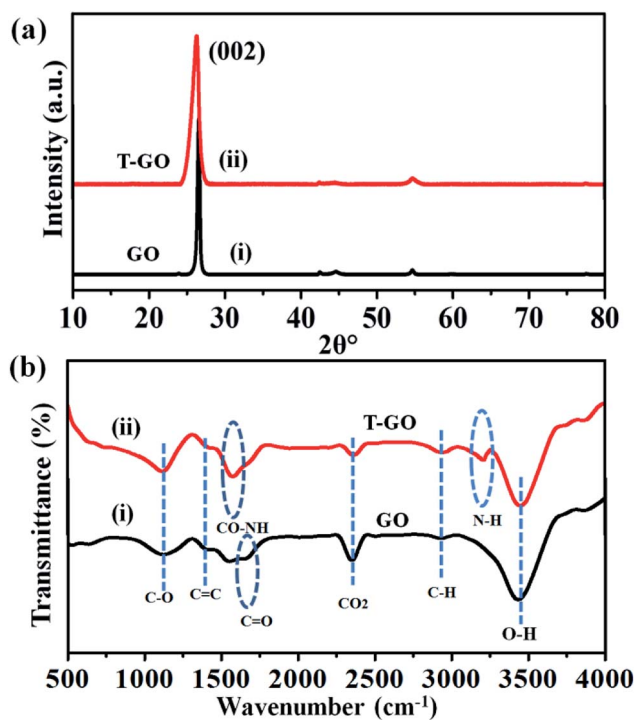 (a)
(002)
T-GO
(ii)
GO
(i)
Intensity (a.u.)
10 20 30 40 50 60 70 80
2θ°
(b)
(ii)
T-GO
(i)
CO-NH
GO
N-H
C-O
C=C
C=O
CO2
C-H
O-H
Transmittance (%)
500 1000 1500 2000 2500 3000 3500 4000
Wavenumber (cm⁻¹)